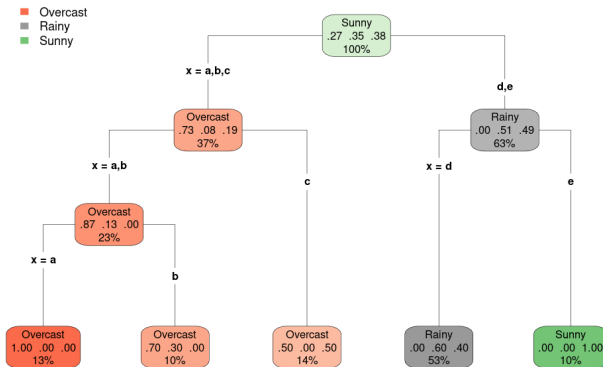 Overcast
Rainy
Sunny
Sunny
.27 .35 .38
100%
x = a,b,c
d,e
Overcast
.73 .08 .19
37%
Rainy
.00 .51 .49
63%
x = a,b
c
x = d
e
Overcast
.87 .13 .00
23%
x = a
b
Overcast
1.00 .00 .00
13%
Overcast
.70 .30 .00
10%
Overcast
.50 .00 .50
14%
Rainy
.00 .60 .40
53%
Sunny
.00 .00 1.00
10%